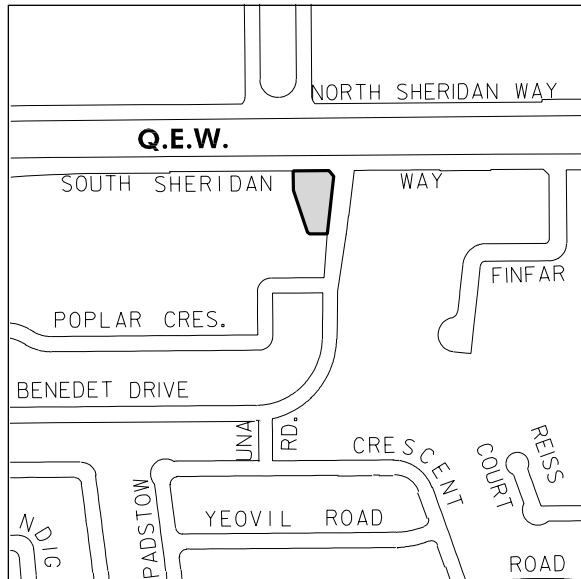 NORTH SHERIDAN WAY
Q.E.W.
SOUTH SHERIDAN WAY
FINFAR
POPLAR CRES.
BENEDET DRIVE
UNA RD.
CRESCENT
REISS
COURT
PADSTOW
YEOVIL ROAD
NDIG
ROAD